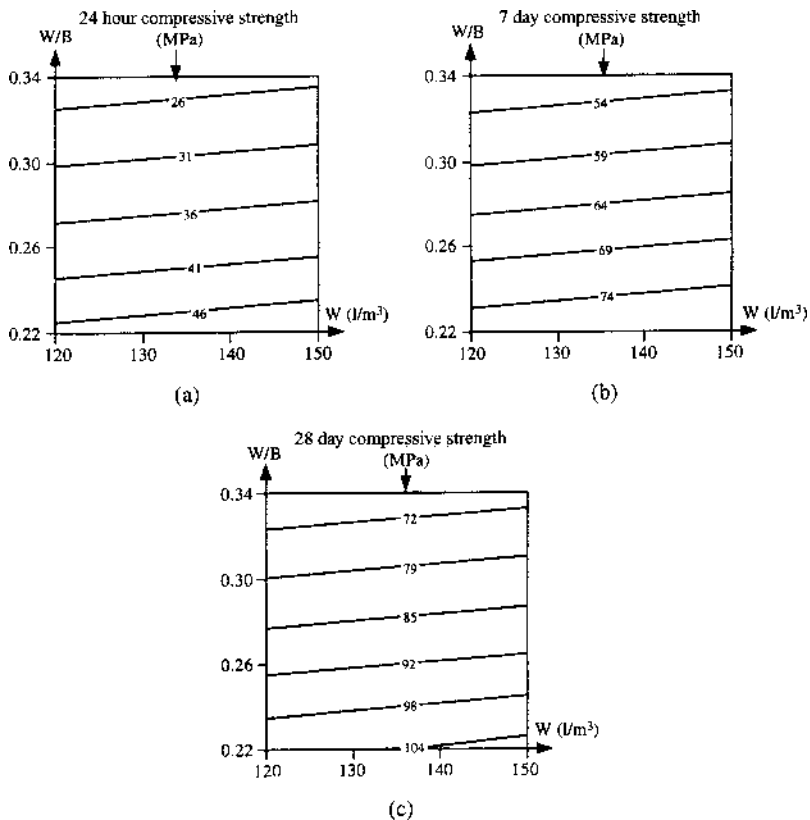 24 hour compressive strength
W/B
(MPa)
0.34
26
0.30
31
36
0.26
41
46
W (l/m³)
0.22
120 130 140 150
(a)
7 day compressive strength
W/B
(MPa)
0.34
54
0.30
59
64
0.26
69
74
W (l/m³)
0.22
120 130 140 150
(b)
28 day compressive strength
W/B
(MPa)
0.34
72
0.30
79
85
0.26
92
98
W (l/m³)
0.22
104
120 130 140 150
(c)